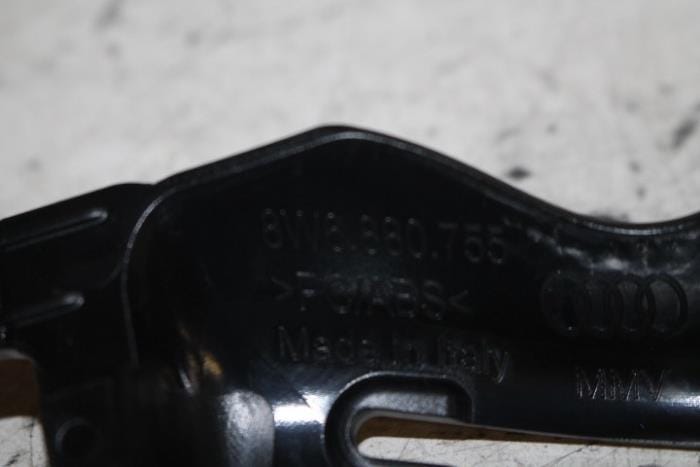 8W8.880.755
>PC/ABS<
Made in Italy
MMV